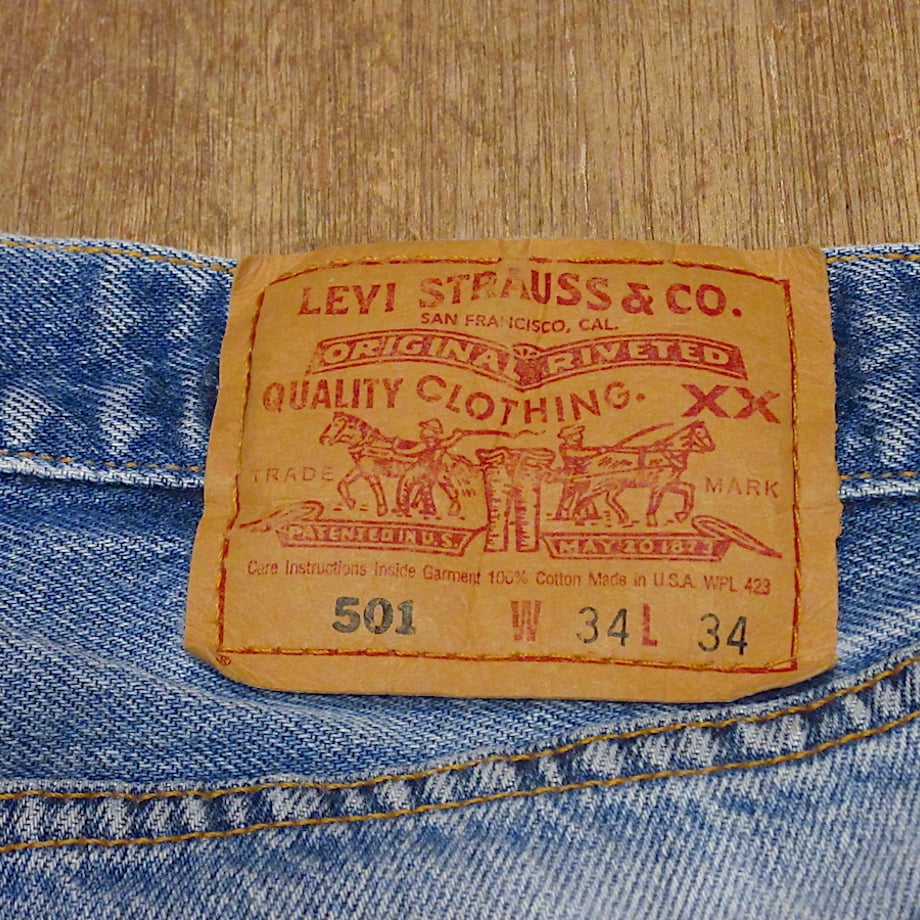 LEVI STRAUSS & CO.
SAN FRANCISCO, CAL.
ORIGINAL RIVETED
QUALITY CLOTHING. XX
TRADE MARK
PATENTED IN U.S. MAY 20 1873
Care Instructions Inside Garment 100% Cotton Made in U.S.A. WPL 423
501 W 34 L 34
®